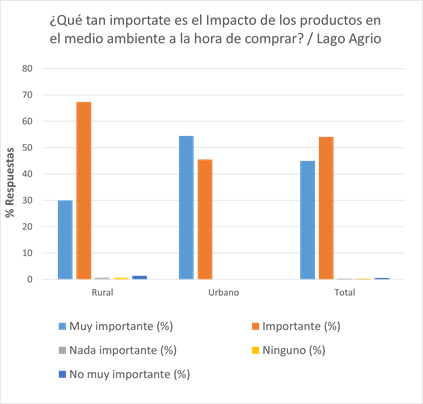 ¿Qué tan importate es el Impacto de los productos en
el medio ambiente a la hora de comprar? / Lago Agrio
80
70
60
50
40
30
20
10
0
% Respuestas
Rural Urbano Total
Muy importante (%) Importante (%)
Nada importante (%) Ninguno (%)
No muy importante (%)